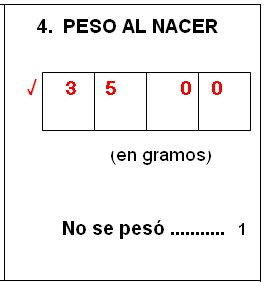 4. PESO AL NACER
√ 3 5 0 0
(en gramos)
No se pesó ........... 1